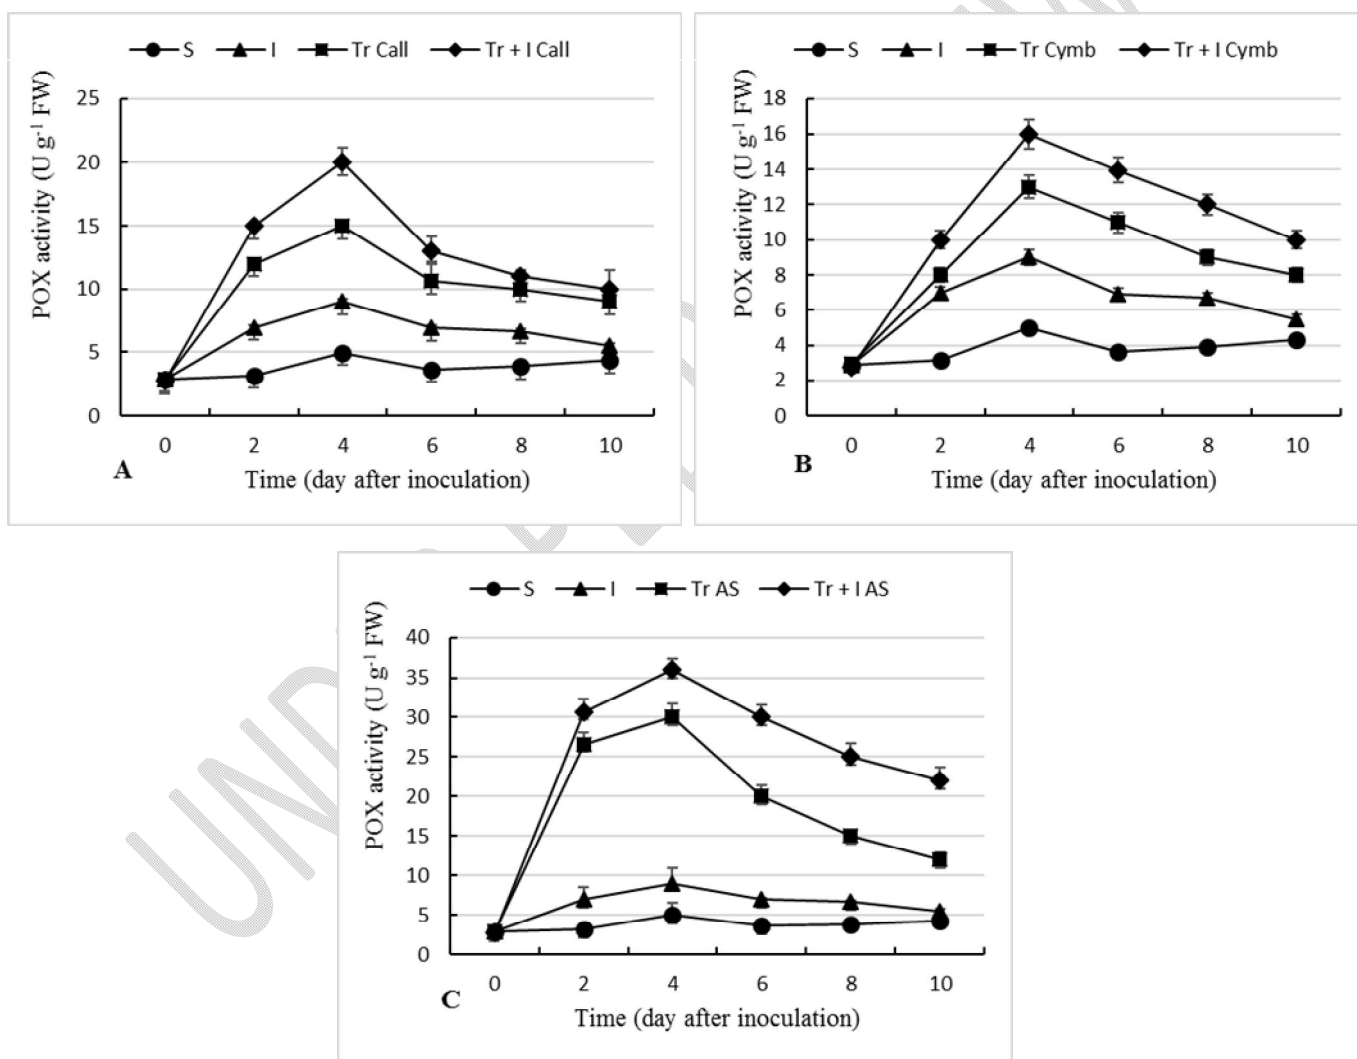 S I Tr Call Tr + I Call
POX activity (U g⁻¹ FW)
25
20
15
10
5
0
0 2 4 6 8 10
A
Time (day after inoculation)
S I Tr Cymb Tr + I Cymb
POX activity (U g⁻¹ FW)
18
16
14
12
10
8
6
4
2
0
0 2 4 6 8 10
B
Time (day after inoculation)
S I Tr AS Tr + I AS
POX activity (U g⁻¹ FW)
40
35
30
25
20
15
10
5
0
0 2 4 6 8 10
C
Time (day after inoculation)